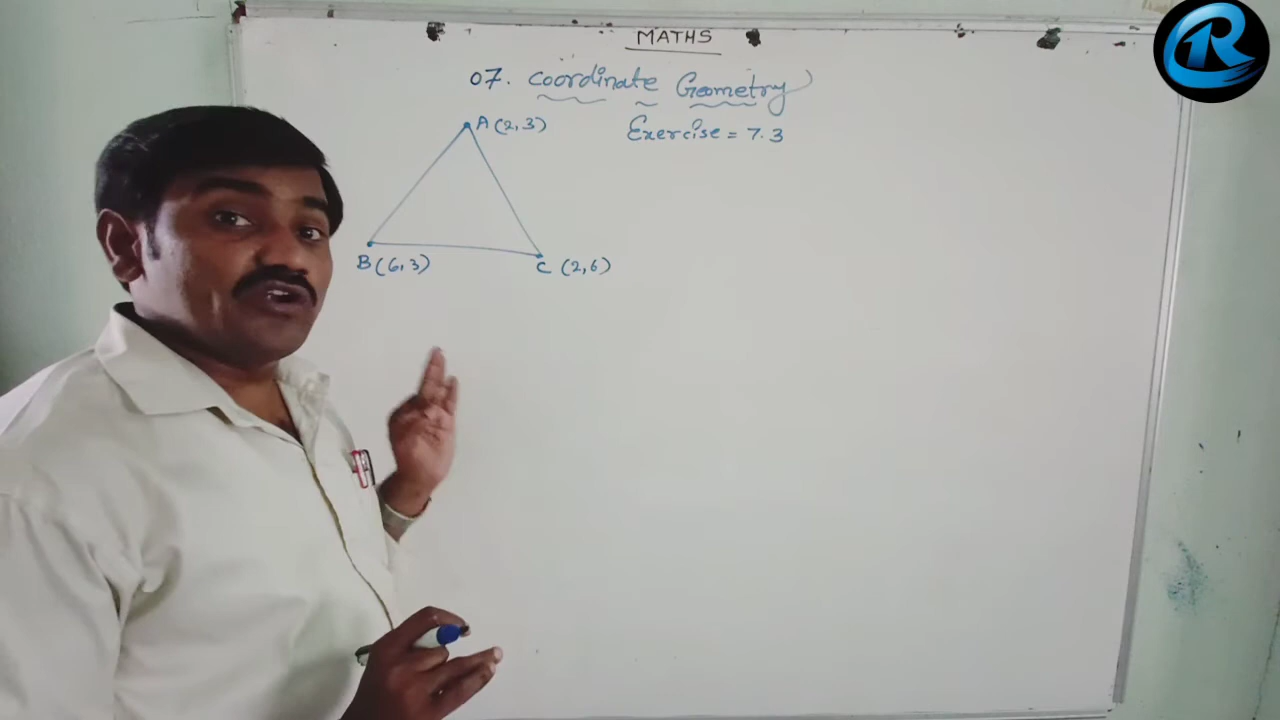 MATHS
07. Coordinate Geometry
Exercise = 7.3
A (2,3)
B (6,3)
C (2,6)
R